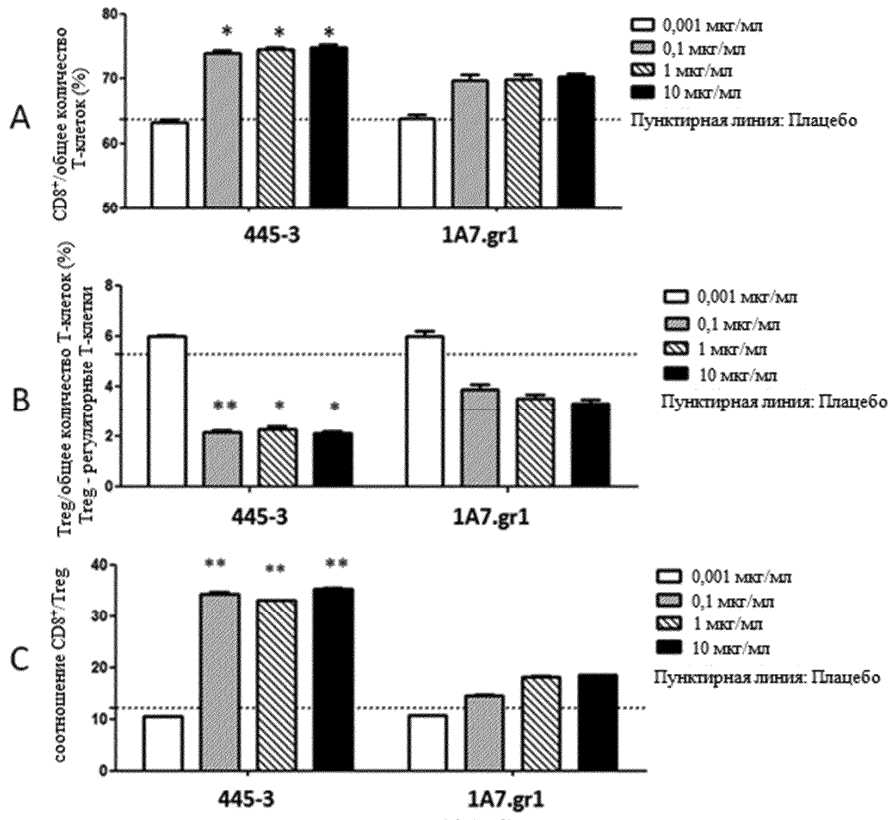 A
CD8⁺/общее количество
Т-клеток (%)
80
70
60
50
*
*
*
445-3
1A7.gr1
0,001 мкг/мл
0,1 мкг/мл
1 мкг/мл
10 мкг/мл
Пунктирная линия: Плацебо
B
Treg/общее количество Т-клеток (%)
Treg - регуляторные Т-клетки
8
6
4
2
0
**
*
*
445-3
1A7.gr1
0,001 мкг/мл
0,1 мкг/мл
1 мкг/мл
10 мкг/мл
Пунктирная линия: Плацебо
C
соотношение CD8⁺/Treg
40
30
20
10
0
**
**
**
445-3
1A7.gr1
0,001 мкг/мл
0,1 мкг/мл
1 мкг/мл
10 мкг/мл
Пунктирная линия: Плацебо